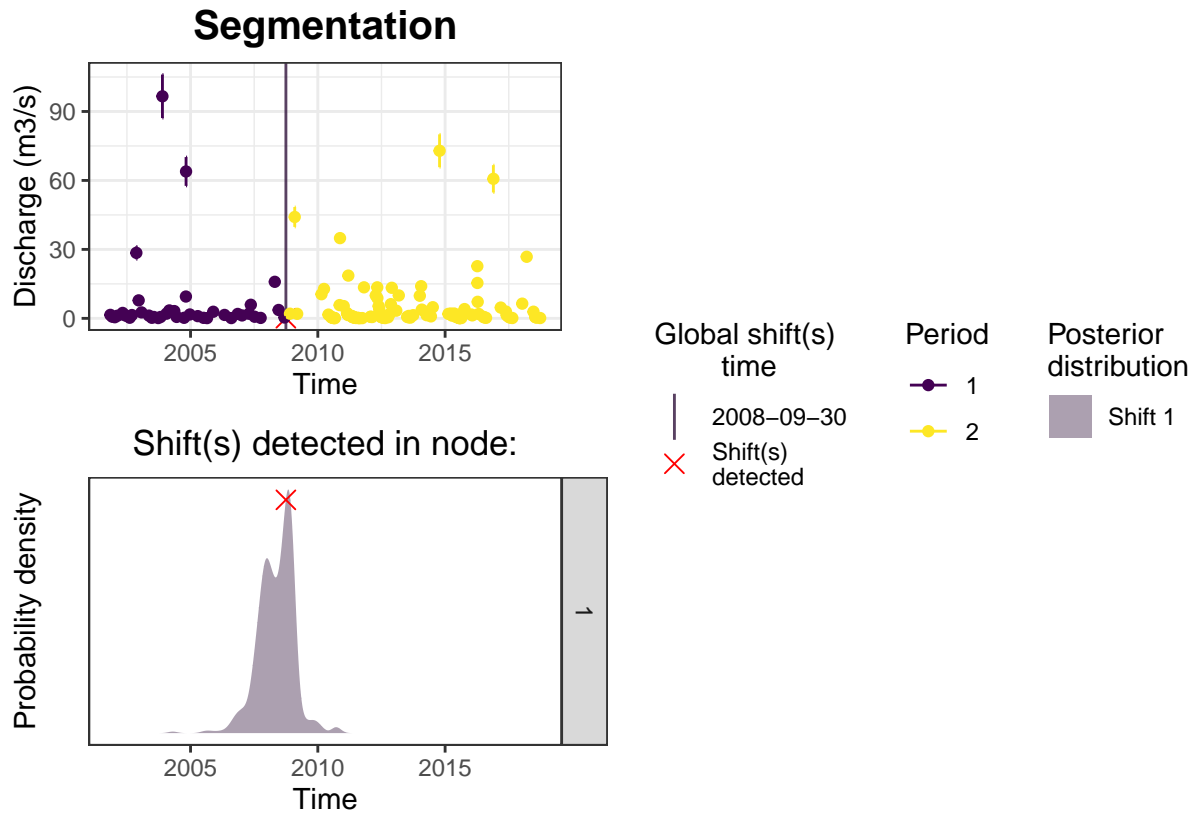 Segmentation
Discharge (m3/s)
90
60
30
0
2005
2010
2015
Time
Shift(s) detected in node:
Probability density
1
2005
2010
2015
Time
Global shift(s)
time
2008−09−30
Shift(s)
detected
Period
1
2
Posterior
distribution
Shift 1